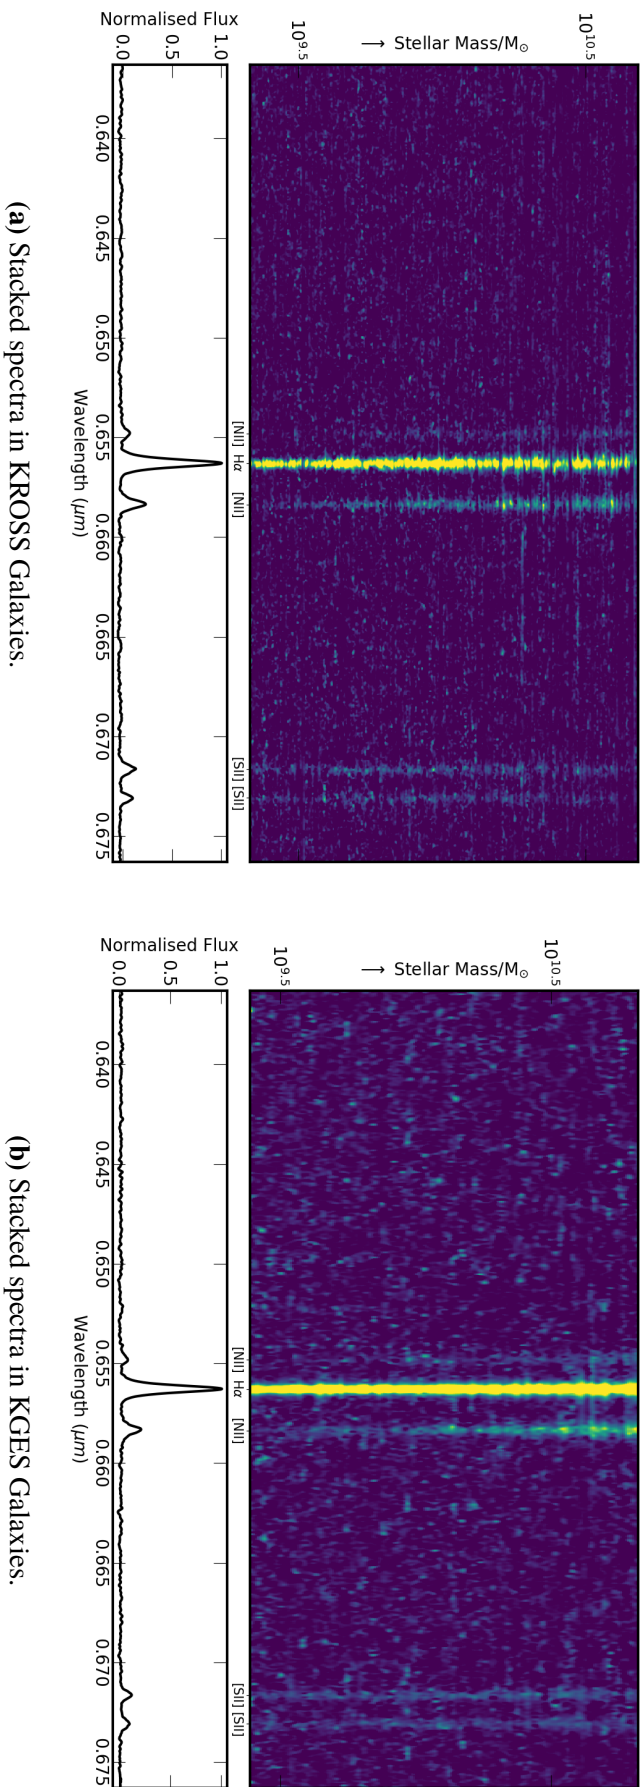 10^9.5
→ Stellar Mass/M⊙
10^10.5
[NII] Hα [NII] [SII] [SII]
Normalised Flux
0.0 0.5 1.0
0.640 0.645 0.650 0.655 0.660 0.665 0.670 0.675
Wavelength (μm)
(a) Stacked spectra in KROSS Galaxies.
10^9.5
→ Stellar Mass/M⊙
10^10.5
[NII] Hα [NII] [SII] [SII]
Normalised Flux
0.0 0.5 1.0
0.640 0.645 0.650 0.655 0.660 0.665 0.670 0.675
Wavelength (μm)
(b) Stacked spectra in KGES Galaxies.